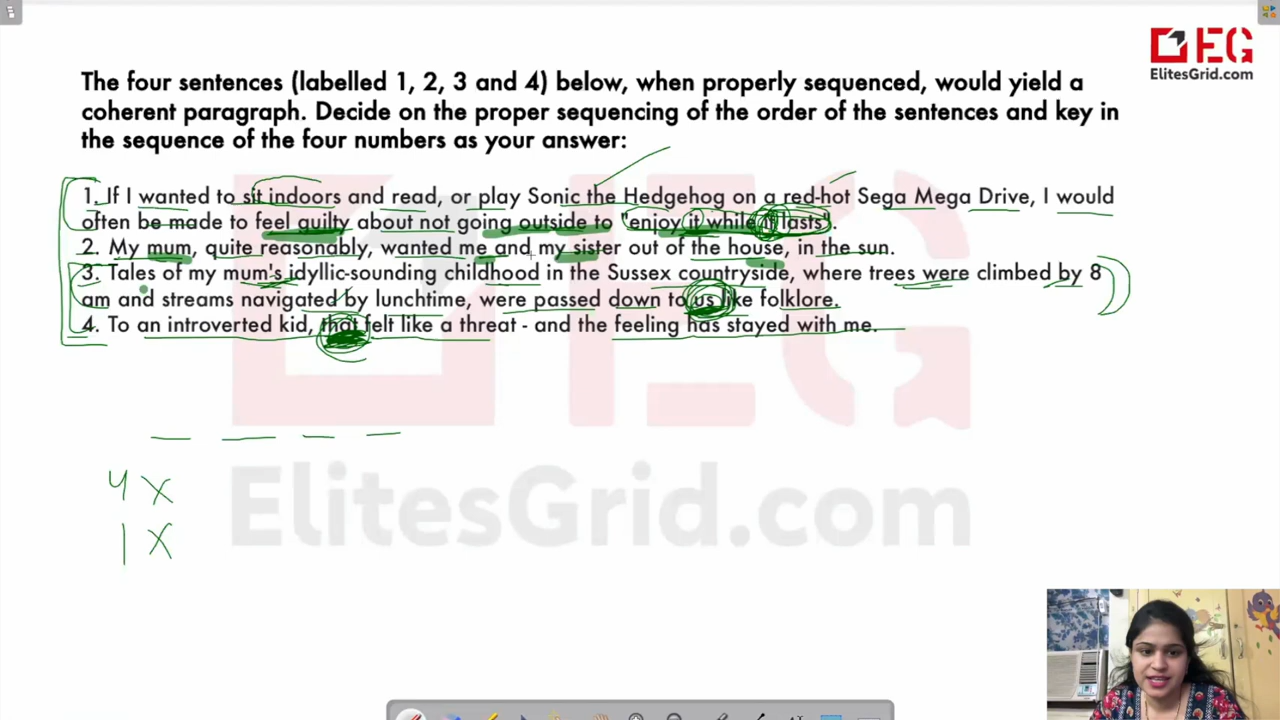 EG
ElitesGrid.com
The four sentences (labelled 1, 2, 3 and 4) below, when properly sequenced, would yield a
coherent paragraph. Decide on the proper sequencing of the order of the sentences and key in
the sequence of the four numbers as your answer:
1. If I wanted to sit indoors and read, or play Sonic the Hedgehog on a red-hot Sega Mega Drive, I would
often be made to feel guilty about not going outside to "enjoy it while it lasts".
2. My mum, quite reasonably, wanted me and my sister out of the house, in the sun.
3. Tales of my mum's idyllic-sounding childhood in the Sussex countryside, where trees were climbed by 8
am and streams navigated by lunchtime, were passed down to us like folklore.
4. To an introverted kid, that felt like a threat - and the feeling has stayed with me.
4 X
1 X
EG
ElitesGrid.com